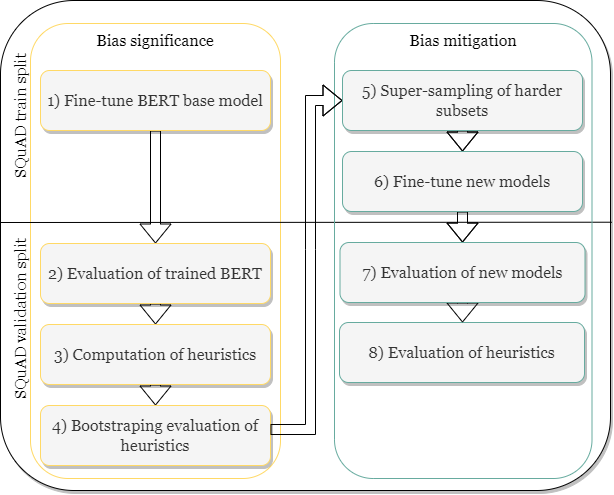 Bias significance
Bias mitigation
SQuAD train split
1) Fine-tune BERT base model
5) Super-sampling of harder
subsets
6) Fine-tune new models
SQuAD validation split
2) Evaluation of trained BERT
3) Computation of heuristics
4) Bootstraping evaluation of
heuristics
7) Evaluation of new models
8) Evaluation of heuristics